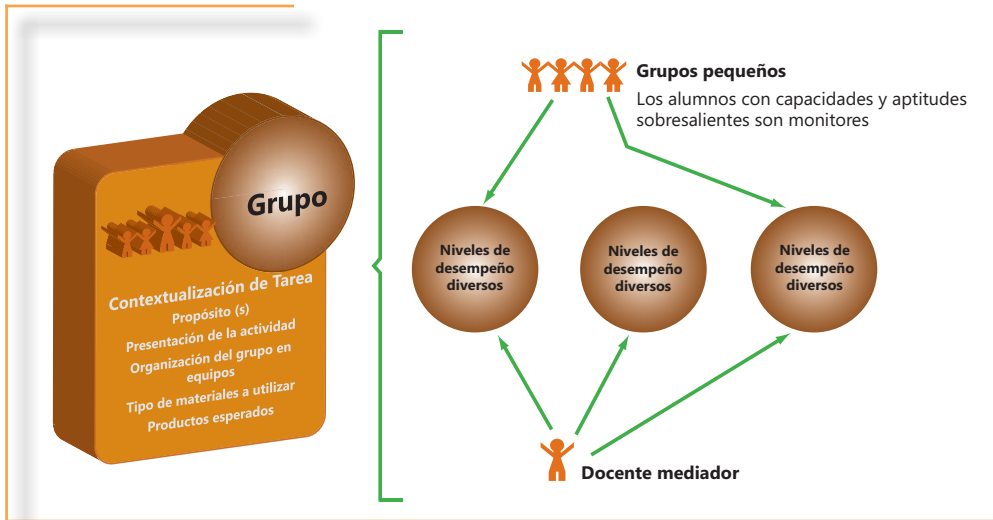 Grupo
Contextualización de Tarea
Propósito (s)
Presentación de la actividad
Organización del grupo en
equipos
Tipo de materiales a utilizar
Productos esperados
Grupos pequeños
Los alumnos con capacidades y aptitudes
sobresalientes son monitores
Niveles de
desempeño
diversos
Niveles de
desempeño
diversos
Niveles de
desempeño
diversos
Docente mediador